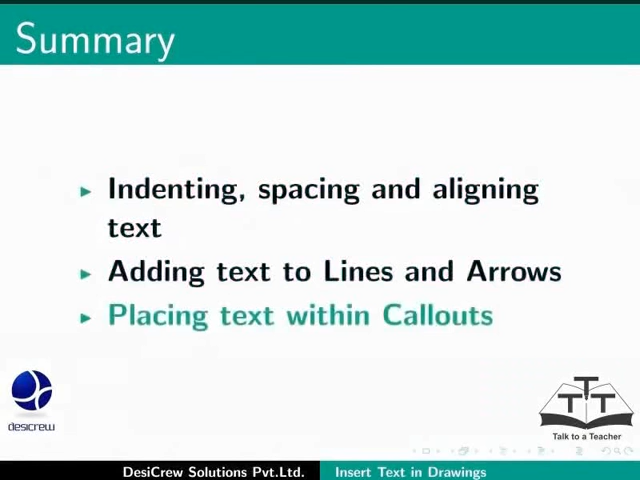 Summary
Indenting, spacing and aligning
text
Adding text to Lines and Arrows
Placing text within Callouts
desicrew
TTT
Talk to a Teacher
DesiCrew Solutions Pvt.Ltd. Insert Text in Drawings